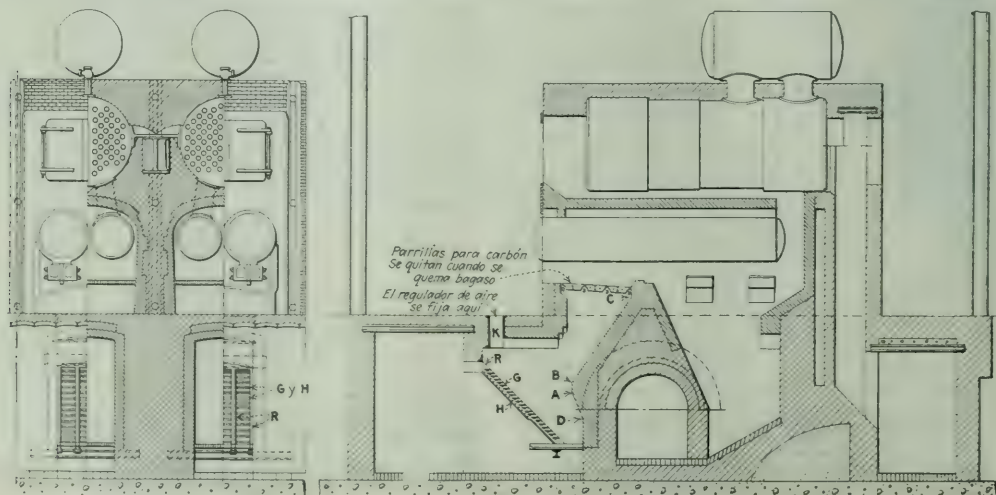 Parrillas para carbón
Se quitan cuando se
quema bagaso
El regulador de aire
se fija aquí
C
K
R
G
B
H
A
D
G y H
R